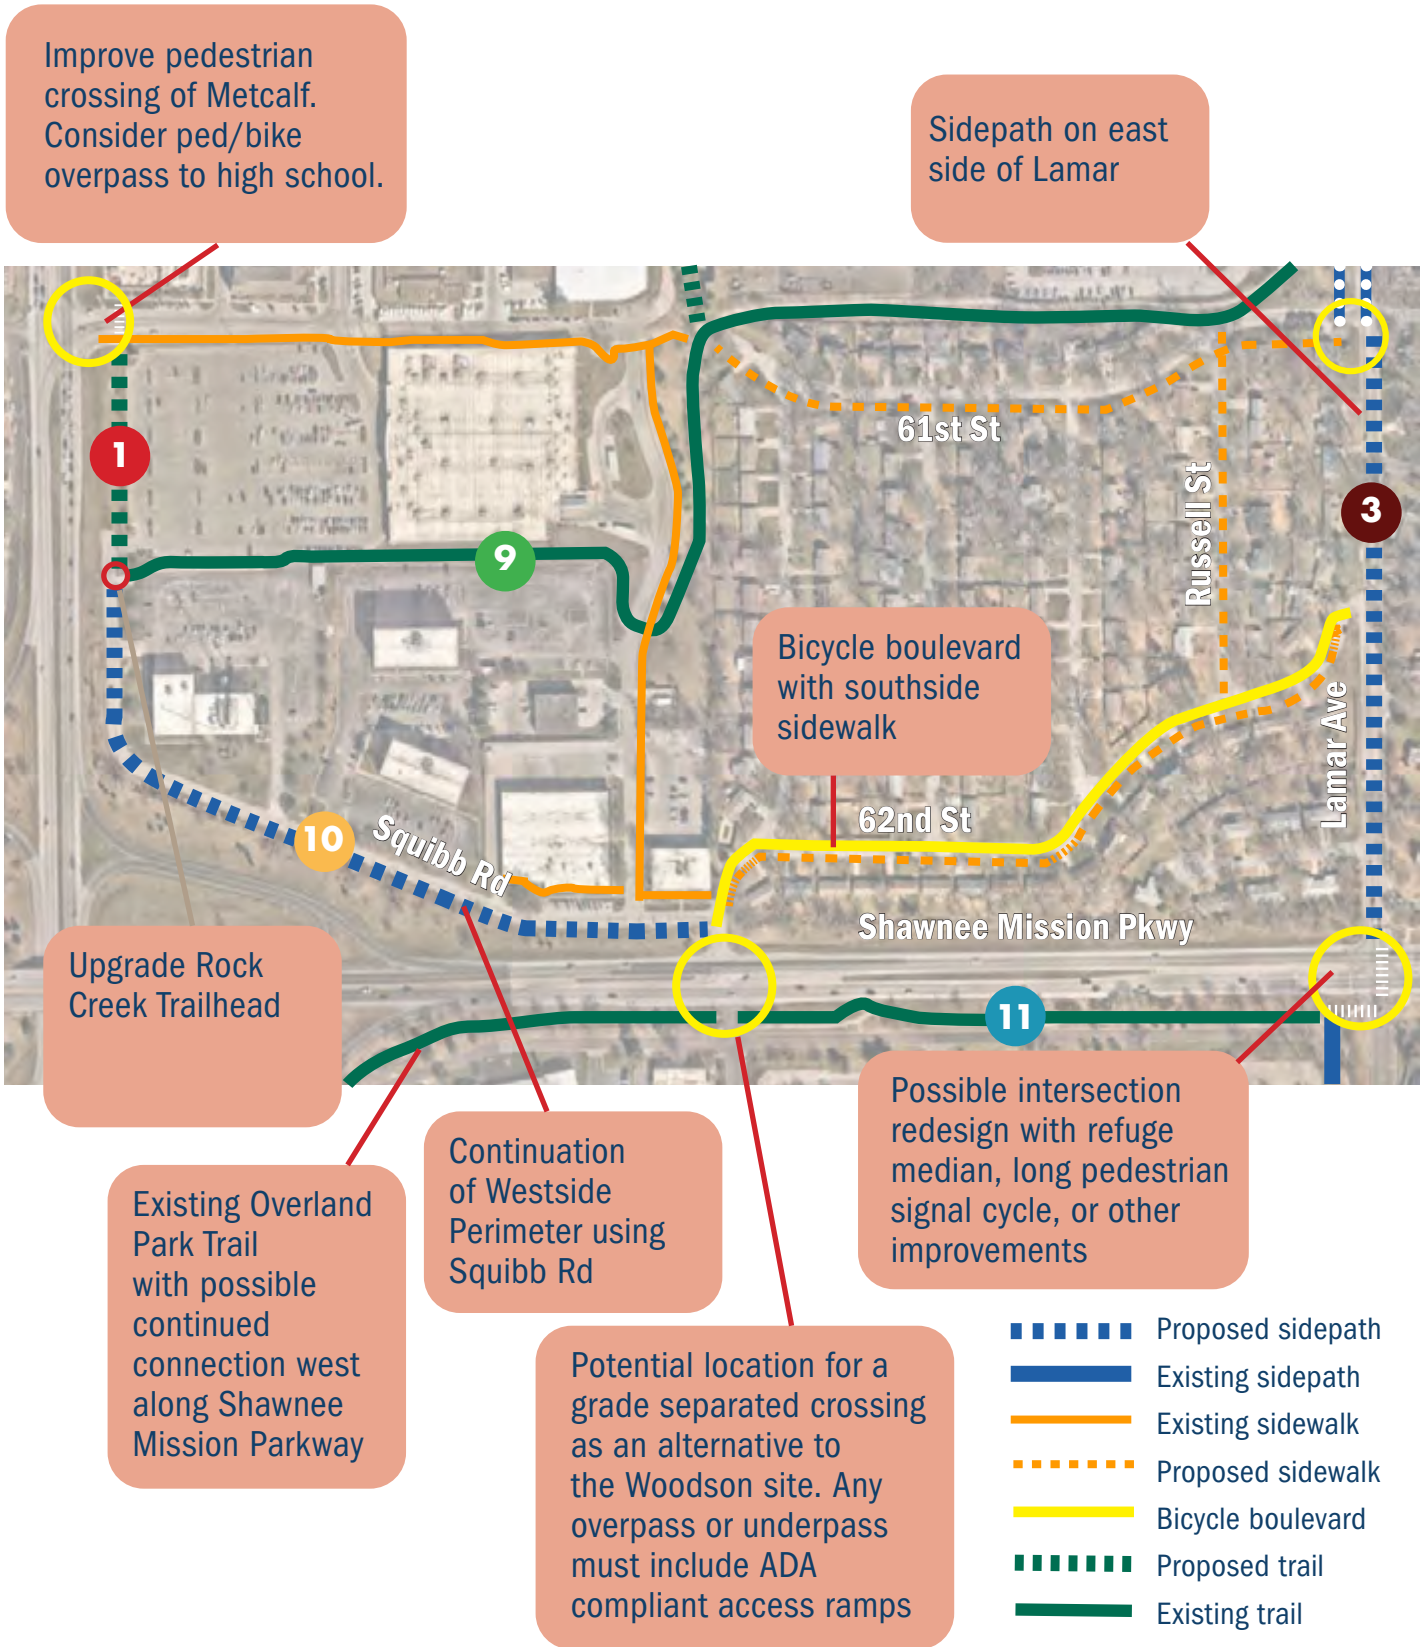 Improve pedestrian
crossing of Metcalf.
Consider ped/bike
overpass to high school.
Sidepath on east
side of Lamar
61st St
1
Russell St
3
9
Bicycle boulevard
with southside
sidewalk
Lamar Ave
62nd St
10
Squibb Rd
Shawnee Mission Pkwy
Upgrade Rock
Creek Trailhead
11
Existing Overland
Park Trail
with possible
continued
connection west
along Shawnee
Mission Parkway
Continuation
of Westside
Perimeter using
Squibb Rd
Possible intersection
redesign with refuge
median, long pedestrian
signal cycle, or other
improvements
Potential location for a
grade separated crossing
as an alternative to
the Woodson site. Any
overpass or underpass
must include ADA
compliant access ramps
Proposed sidepath
Existing sidepath
Existing sidewalk
Proposed sidewalk
Bicycle boulevard
Proposed trail
Existing trail